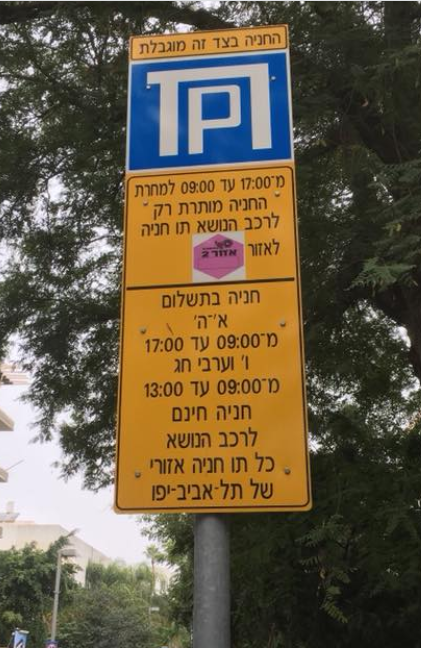 החניה בצד זה מוגבלת
P
מ־17:00 עד 09:00 למחרת
החניה מותרת רק
לרכב הנושא תו חניה
לאזור
אזור 2
חניה בתשלום
א׳־ה׳
מ־09:00 עד 17:00
ו׳ וערבי חג
מ־09:00 עד 13:00
חניה חינם
לרכב הנושא
כל תו חניה אזורי
של תל־אביב־יפו